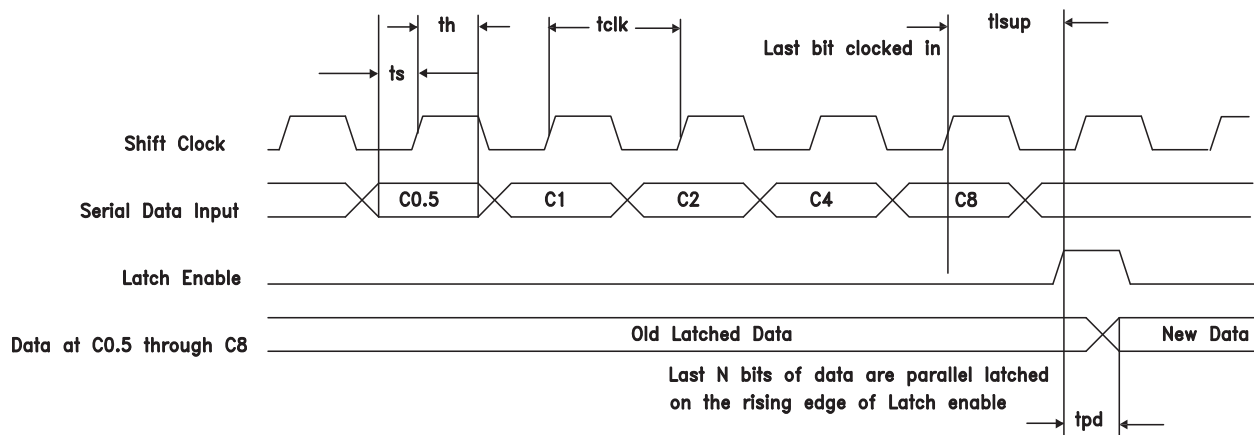 th
tclk
tlsup
Last bit clocked in
ts
Shift Clock
Serial Data Input
C0.5
C1
C2
C4
C8
Latch Enable
Data at C0.5 through C8
Old Latched Data
New Data
Last N bits of data are parallel latched
on the rising edge of Latch enable
tpd